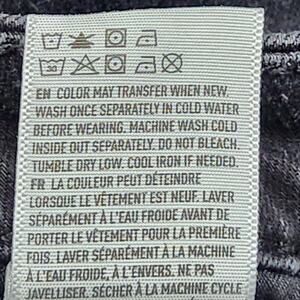 30
EN COLOR MAY TRANSFER WHEN NEW.
WASH ONCE SEPARATELY IN COLD WATER
BEFORE WEARING. MACHINE WASH COLD
INSIDE OUT SEPARATELY. DO NOT BLEACH.
TUMBLE DRY LOW. COOL IRON IF NEEDED.
FR LA COULEUR PEUT DÉTEINDRE
LORSQUE LE VÊTEMENT EST NEUF. LAVER
SÉPARÉMENT À L'EAU FROIDE AVANT DE
PORTER LE VÊTEMENT POUR LA PREMIÈRE
FOIS. LAVER SÉPARÉMENT À LA MACHINE
À L'EAU FROIDE, À L'ENVERS. NE PAS
JAVELLISER. SÉCHER À LA MACHINE CYCLE